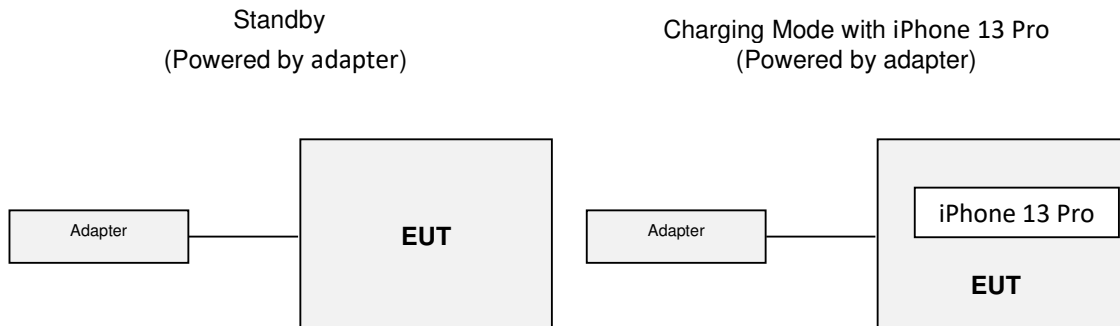 Standby
(Powered by adapter)
Charging Mode with iPhone 13 Pro
(Powered by adapter)
Adapter
EUT
Adapter
iPhone 13 Pro
EUT